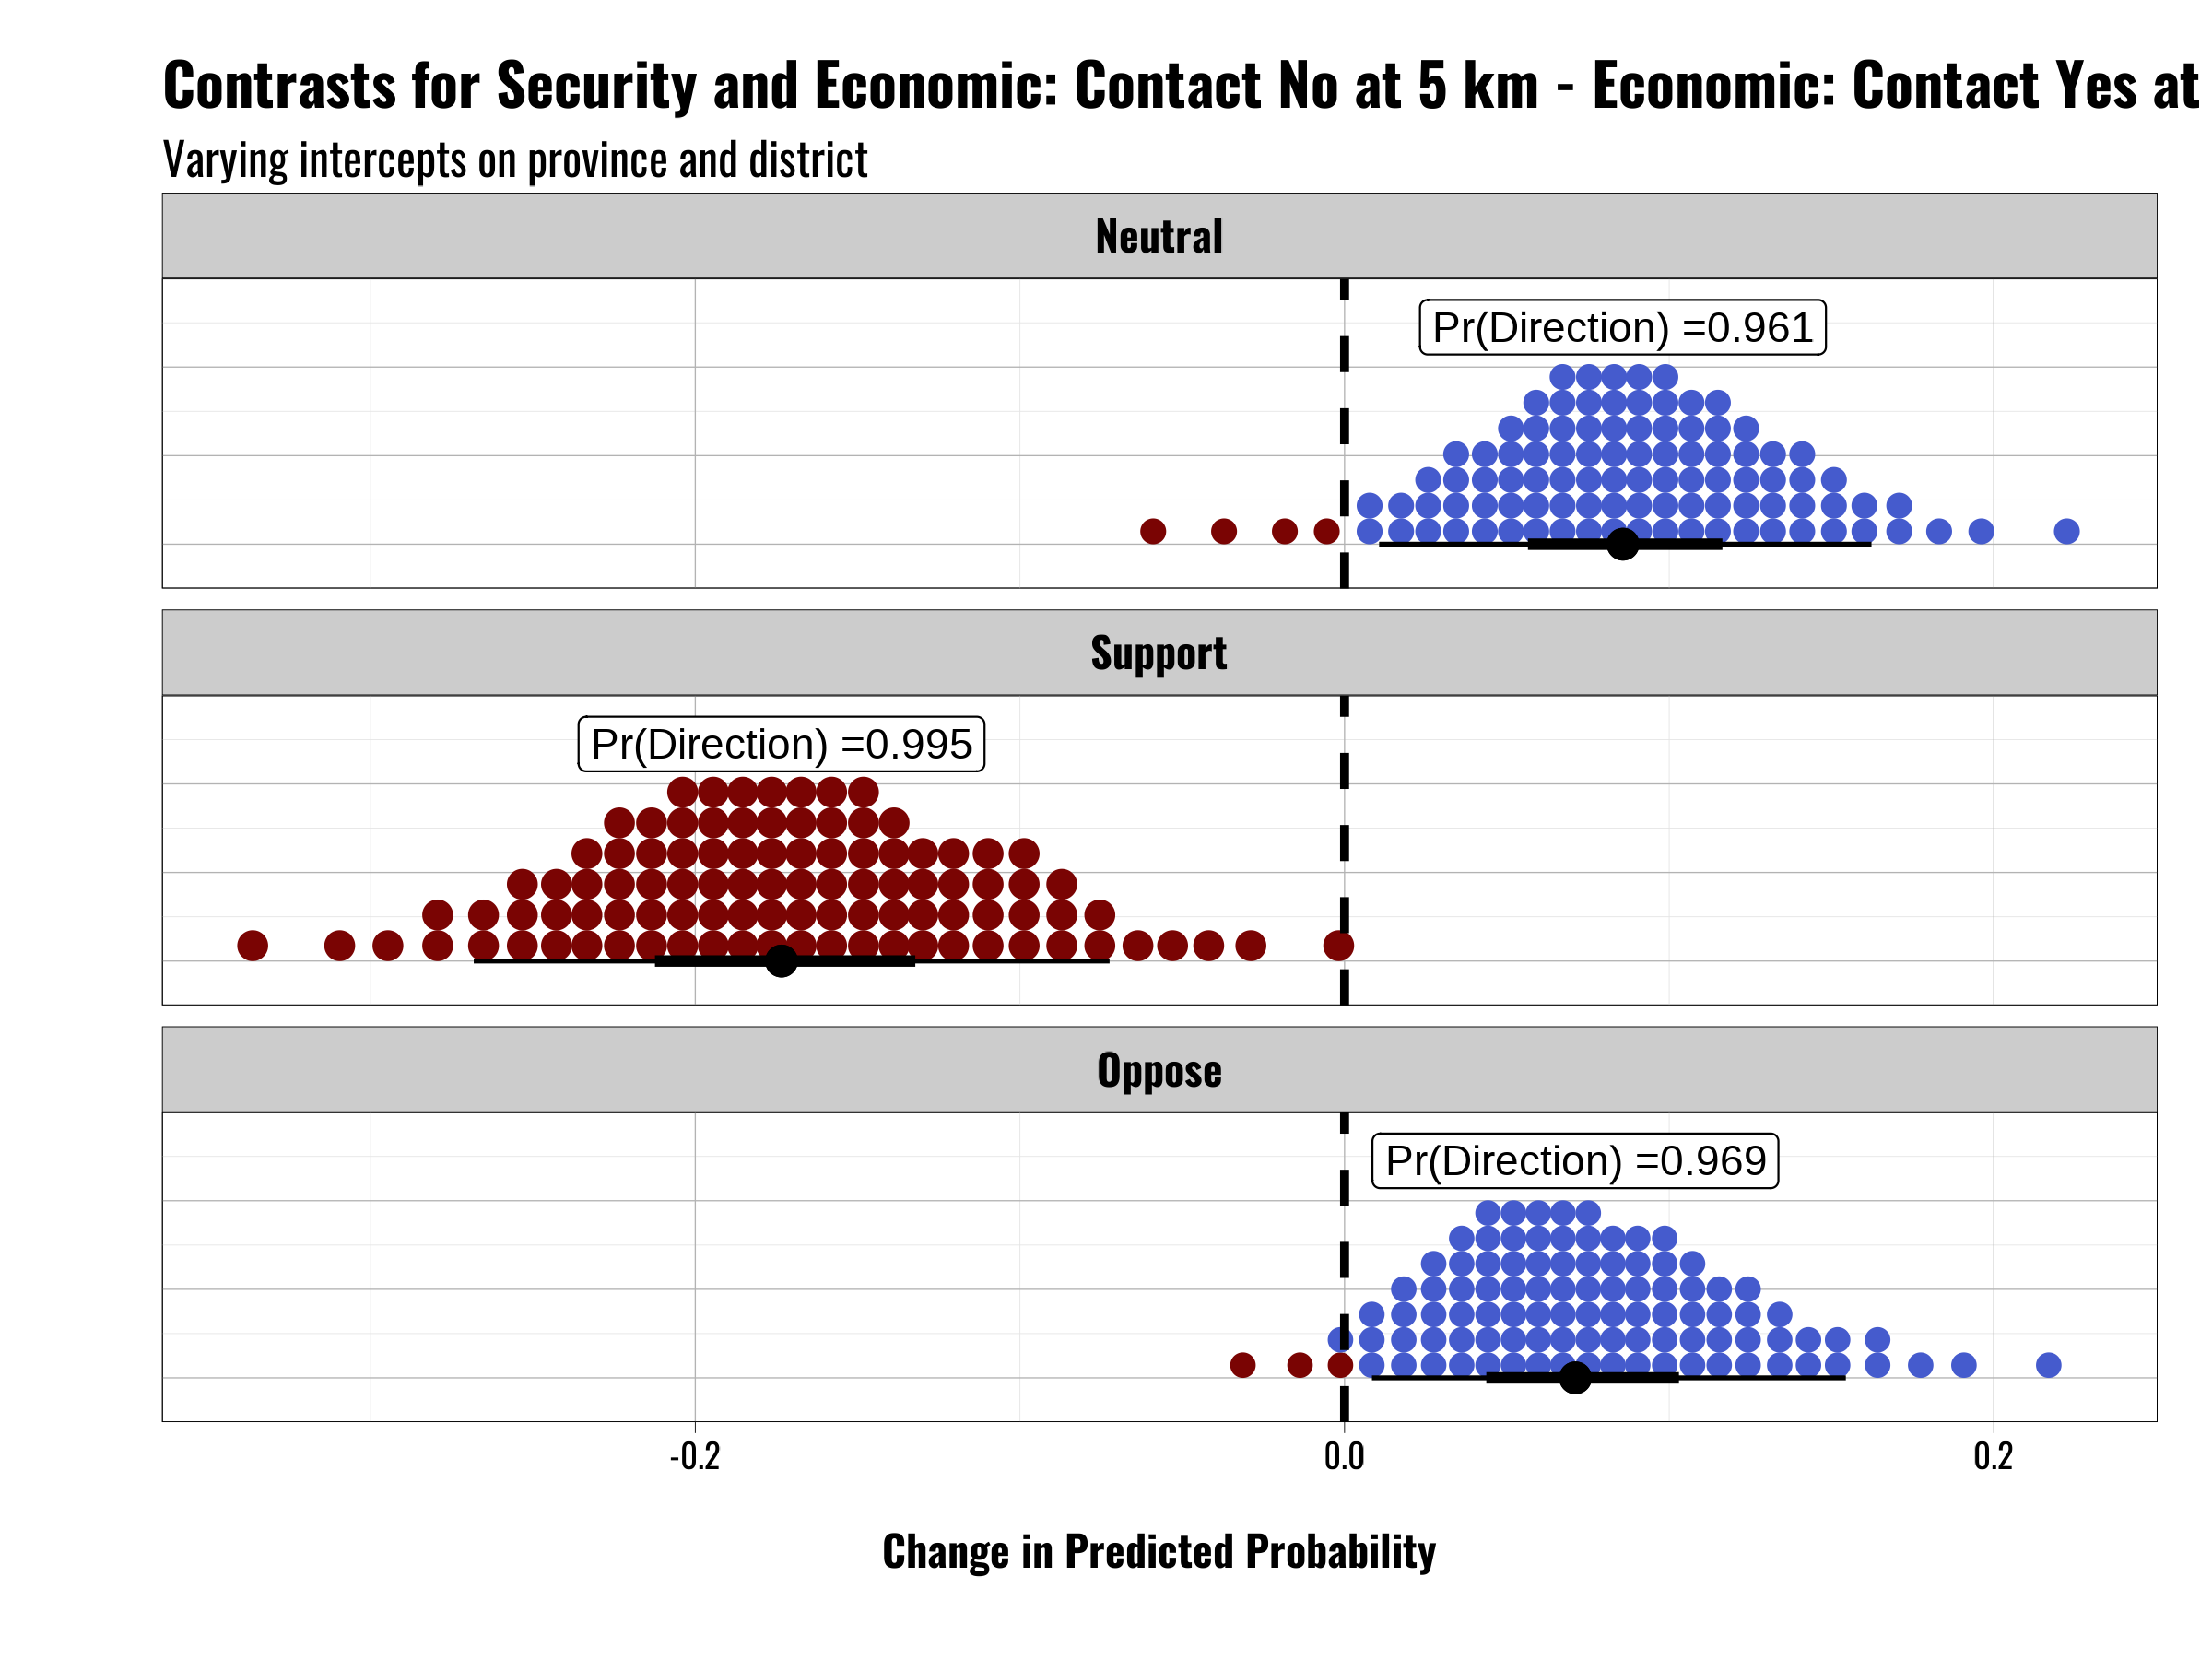 Contrasts for Security and Economic: Contact No at 5 km - Economic: Contact Yes at
Varying intercepts on province and district
Neutral
Pr(Direction) =0.961
Support
Pr(Direction) =0.995
Oppose
Pr(Direction) =0.969
-0.2 0.0 0.2
Change in Predicted Probability